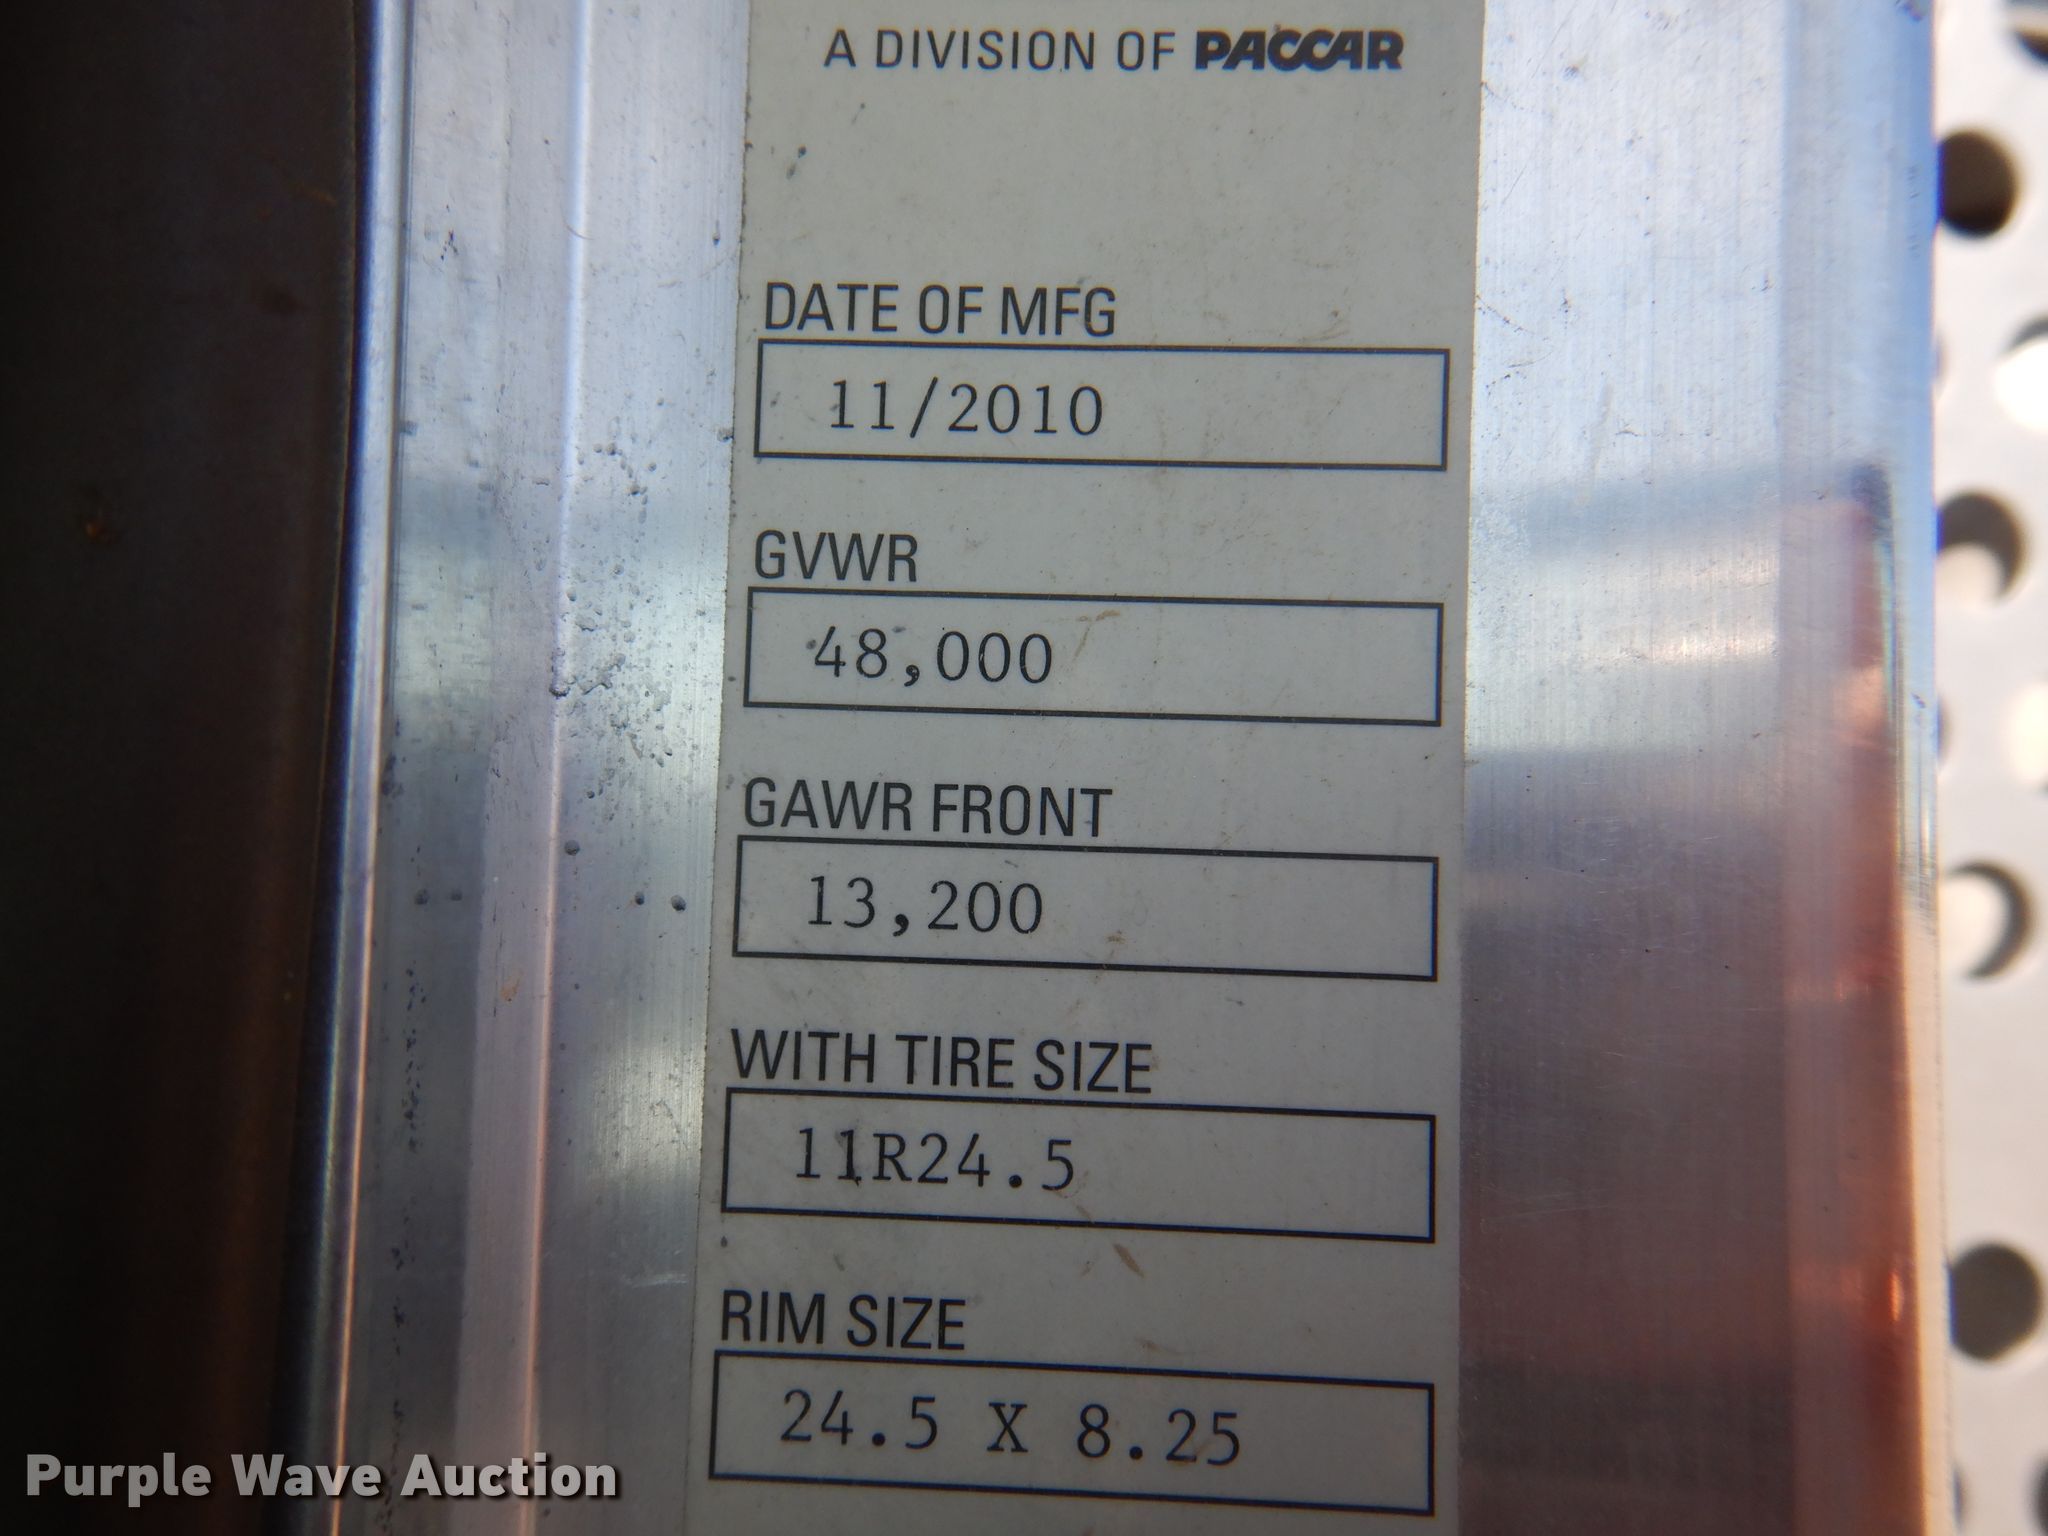 A DIVISION OF PACCAR
DATE OF MFG
11/2010
GVWR
48,000
GAWR FRONT
13,200
WITH TIRE SIZE
11R24.5
RIM SIZE
24.5 X 8.25
Purple Wave Auction